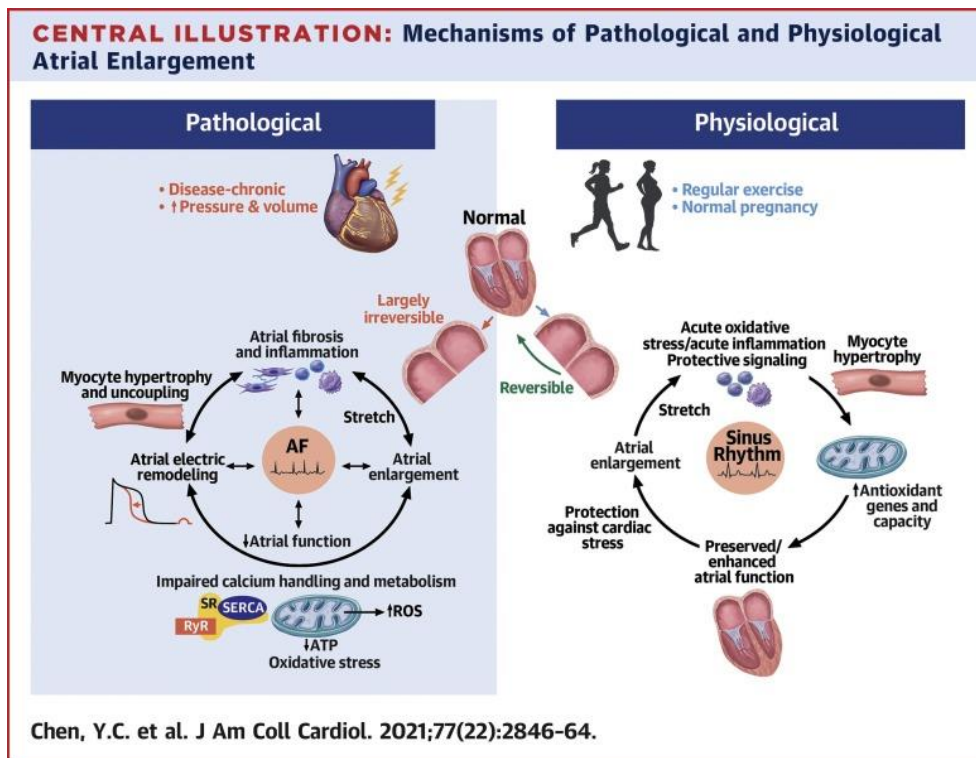 CENTRAL ILLUSTRATION: Mechanisms of Pathological and Physiological
Atrial Enlargement
Pathological
• Disease-chronic
• ↑Pressure & volume
Normal
Largely
irreversible
Reversible
Atrial fibrosis
and inflammation
Myocyte hypertrophy
and uncoupling
Stretch
AF
Atrial electric
remodeling
Atrial
enlargement
↓Atrial function
Impaired calcium handling and metabolism
SR
SERCA
RyR
↑ROS
↓ATP
Oxidative stress
Physiological
• Regular exercise
• Normal pregnancy
Acute oxidative
stress/acute inflammation
Protective signaling
Myocyte
hypertrophy
Stretch
Sinus
Rhythm
Atrial
enlargement
↑Antioxidant
genes and
capacity
Protection
against cardiac
stress
Preserved/
enhanced
atrial function
Chen, Y.C. et al. J Am Coll Cardiol. 2021;77(22):2846-64.